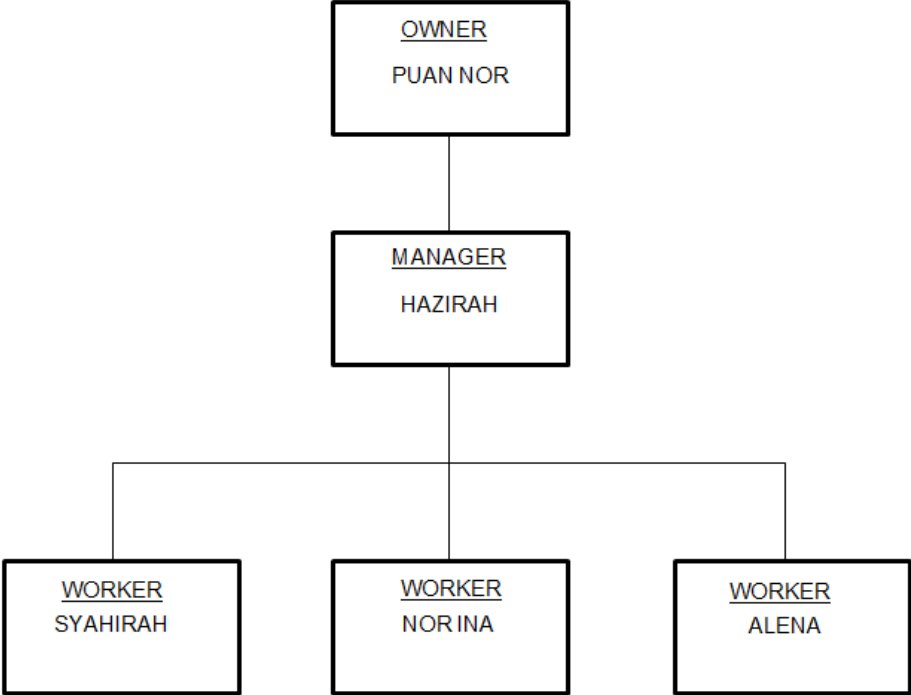 OWNER
PUAN NOR
MANAGER
HAZIRAH
WORKER
SYAHIRAH
WORKER
NOR INA
WORKER
ALENA